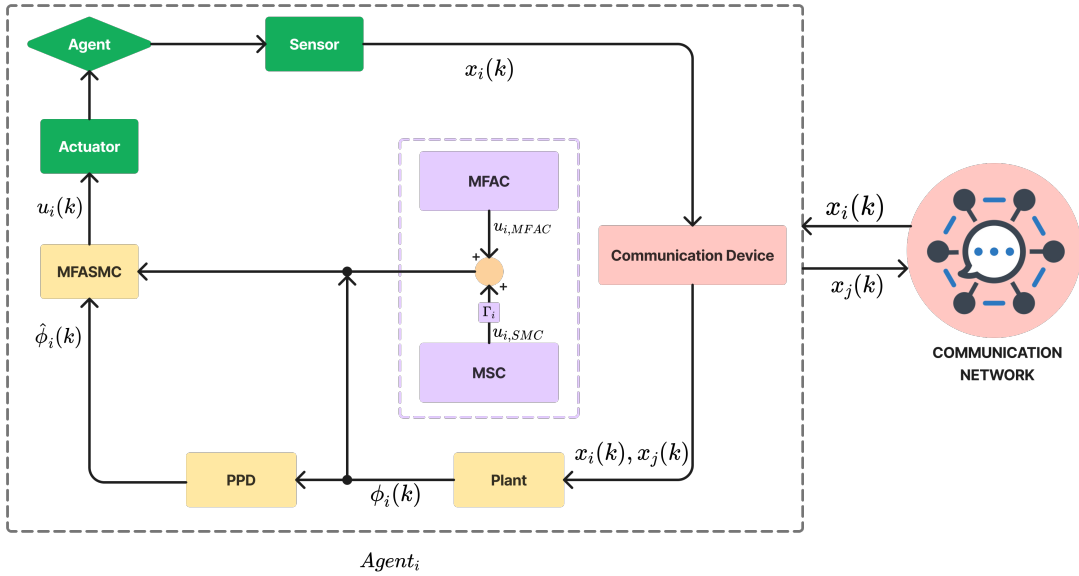 Agent
Sensor
x_i(k)
Actuator
MFAC
u_i(k)
u_{i,MFAC}
x_i(k)
MFASMC
+
+
Communication Device
x_j(k)
Γ_i
\hat{ϕ}_i(k)
u_{i,SMC}
COMMUNICATION
NETWORK
MSC
x_i(k), x_j(k)
PPD
Plant
ϕ_i(k)
Agent_i